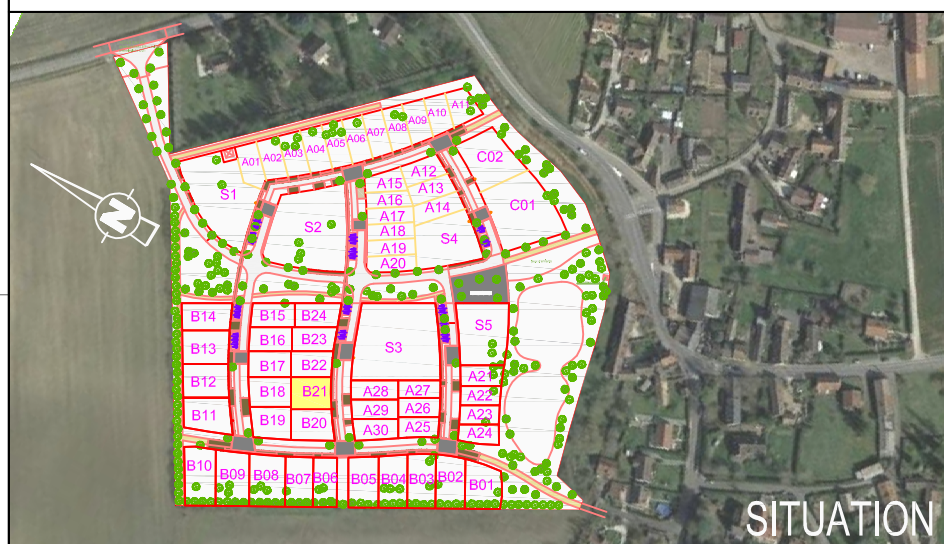 A11
A10
A09
A08
A07
A06
A05
A04
A03
A02
A01
S1
S2
A15
A16
A17
A18
A19
A20
A12
A13
A14
S4
C02
C01
N
B14
B13
B12
B11
B15 B24
B16 B23
B17 B22
B18 B21
B19 B20
S3
A28 A27
A29 A26
A30 A25
S5
A21
A22
A23
A24
B10 B09 B08 B07 B06 B05 B04 B03 B02 B01
SITUATION